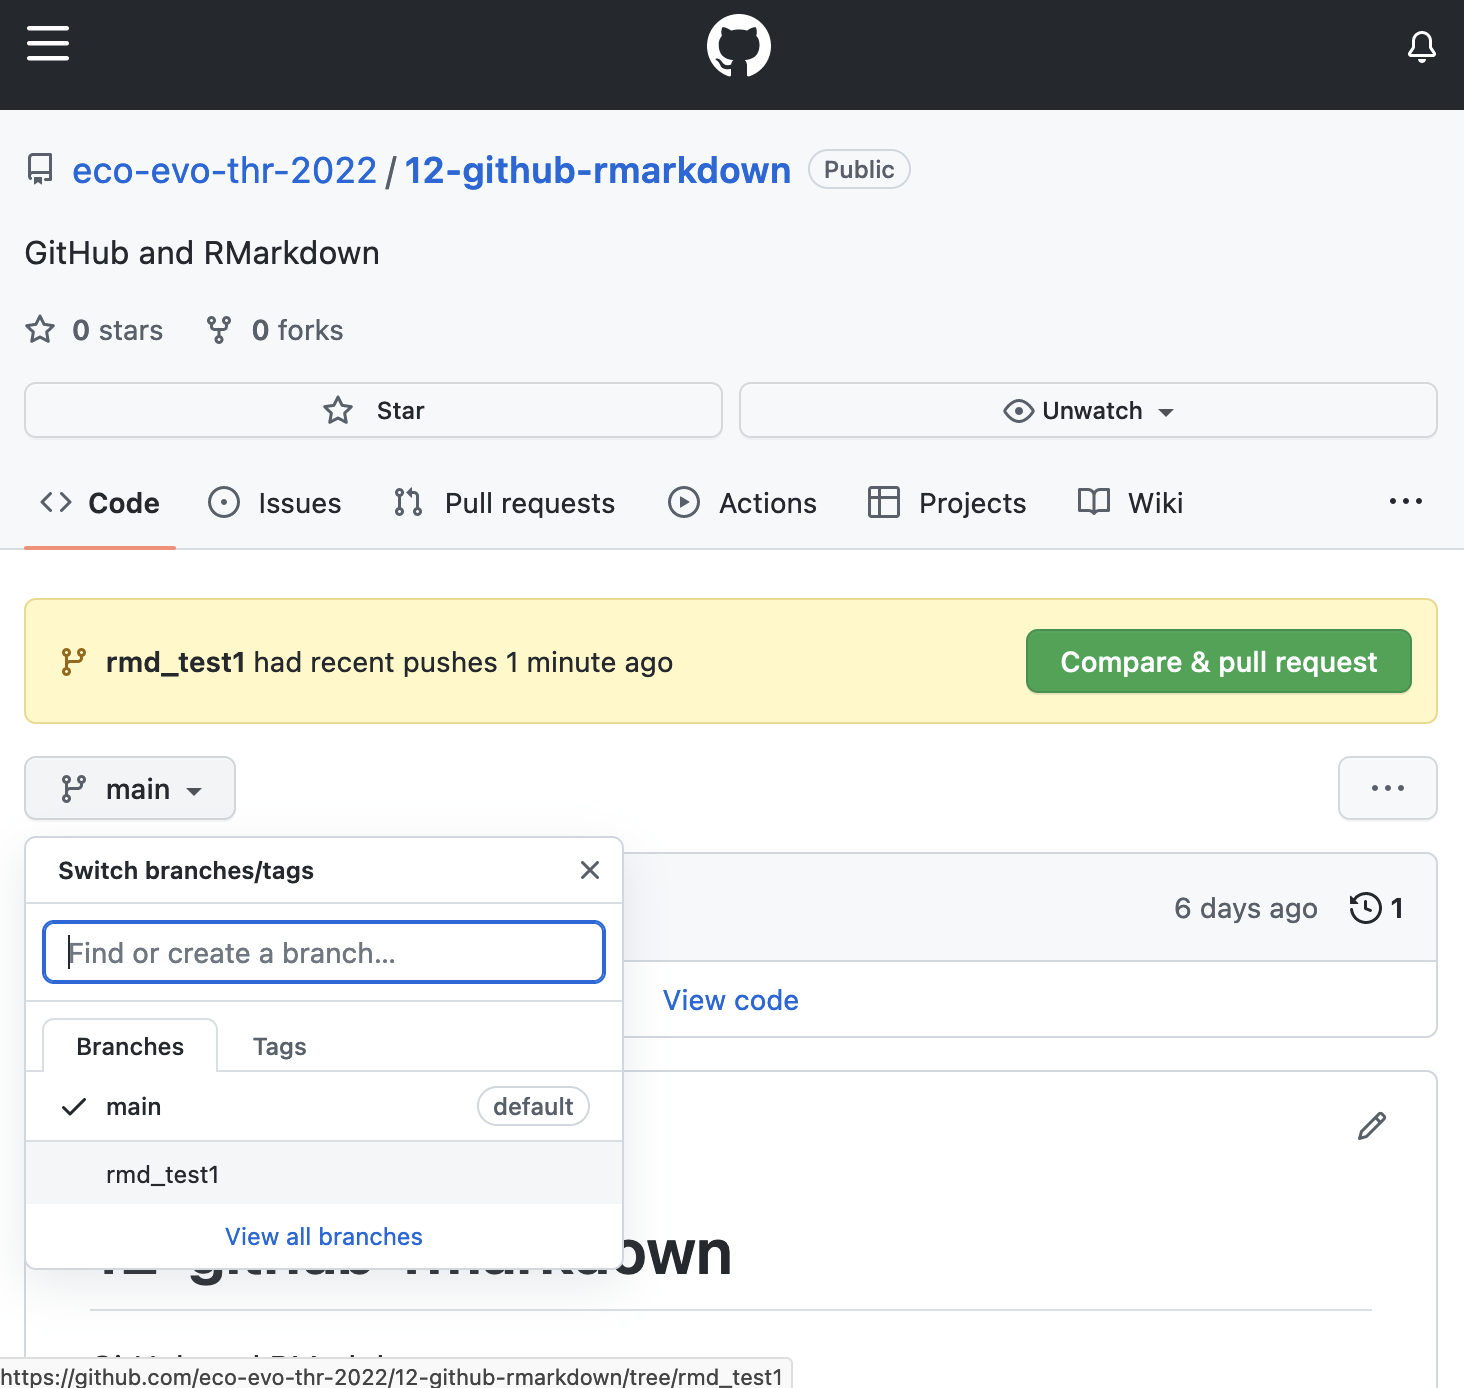 eco-evo-thr-2022 / 12-github-rmarkdown Public
GitHub and RMarkdown
0 stars 0 forks
Star Unwatch
Code Issues Pull requests Actions Projects Wiki
rmd_test1 had recent pushes 1 minute ago Compare & pull request
main
Switch branches/tags
6 days ago 1
Find or create a branch...
View code
Branches Tags
main default
rmd_test1
View all branches
12-github-rmarkdown
https://github.com/eco-evo-thr-2022/12-github-rmarkdown/tree/rmd_test1